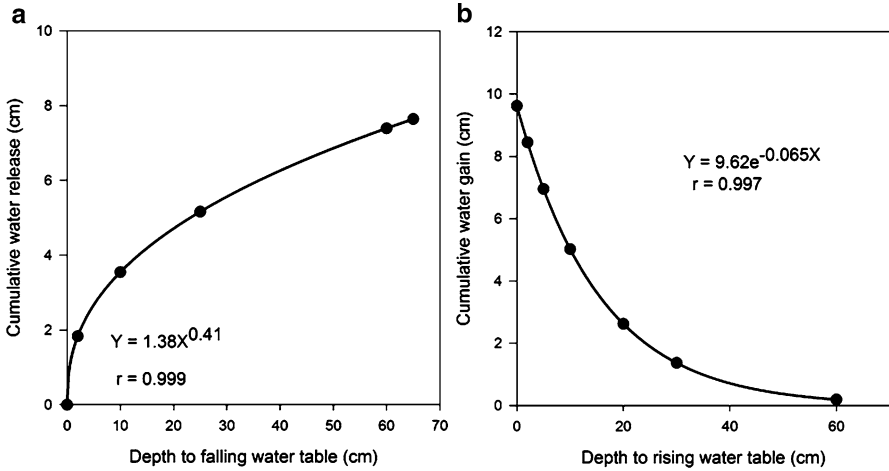 a
Cumulative water release (cm)
10
8
6
4
2
0
Y = 1.38X^0.41
r = 0.999
0 10 20 30 40 50 60 70
Depth to falling water table (cm)
b
Cumulative water gain (cm)
12
10
8
6
4
2
0
Y = 9.62e^-0.065X
r = 0.997
0 20 40 60
Depth to rising water table (cm)